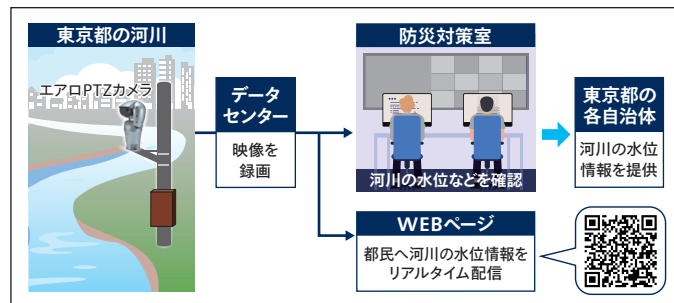 東京都の河川
エアロPTZカメラ
データ
センター
映像を
録画
防災対策室
河川の水位などを確認
東京都の
各自治体
河川の水位
情報を提供
WEBページ
都民へ河川の水位情報を
リアルタイム配信